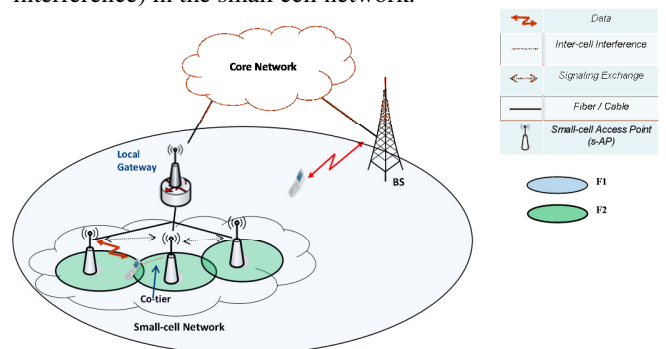 interference) in the small cell network.
Core Network
Local
Gateway
BS
Co-tier
Small-cell Network
Data
Inter-cell Interference
Signaling Exchange
Fiber / Cable
Small-cell Access Point
(s-AP)
F1
F2